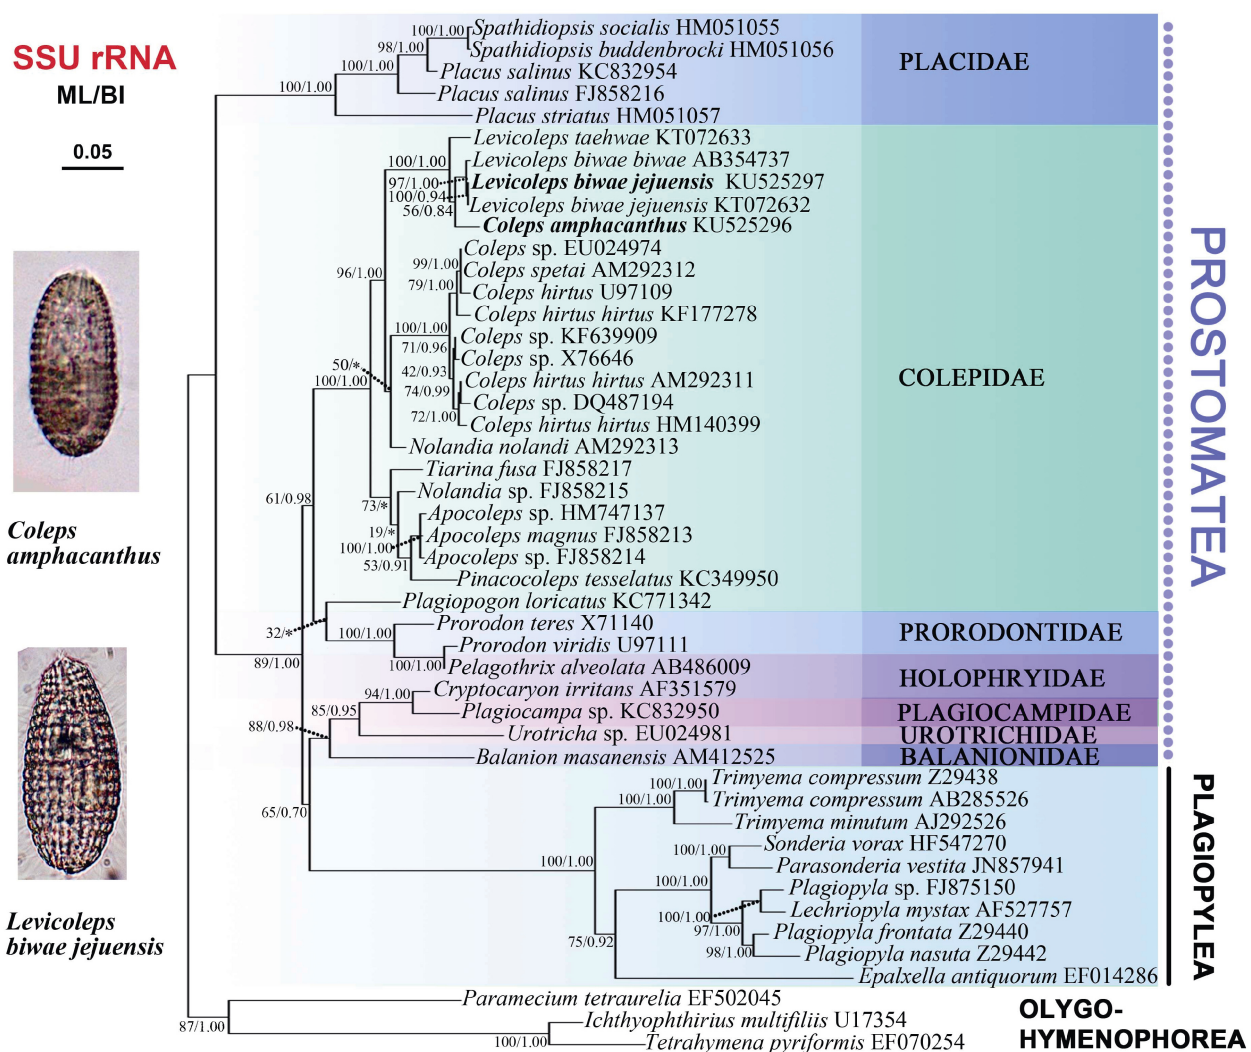 SSU rRNA
ML/BI
0.05
Coleps
amphacanthus
Levicoleps
biwae jejuensis
100/1.00
Spathidiopsis socialis HM051055
98/1.00
Spathidiopsis buddenbrocki HM051056
100/1.00
Placus salinus KC832954
100/1.00
Placus salinus FJ858216
Placus striatus HM051057
PLACIDAE
Levicoleps taehwae KT072633
100/1.00
Levicoleps biwae biwae AB354737
97/1.00
Levicoleps biwae jejuensis KU525297
100/0.94
Levicoleps biwae jejuensis KT072632
56/0.84
Coleps amphacanthus KU525296
Coleps sp. EU024974
96/1.00
99/1.00
Coleps spetai AM292312
79/1.00
Coleps hirtus U97109
Coleps hirtus hirtus KF177278
100/1.00
Coleps sp. KF639909
71/0.96
Coleps sp. X76646
50/*
42/0.93
100/1.00
Coleps hirtus hirtus AM292311
74/0.99
Coleps sp. DQ487194
72/1.00
Coleps hirtus hirtus HM140399
Nolandia nolandi AM292313
Tiarina fusa FJ858217
Nolandia sp. FJ858215
61/0.98
73/*
Apocoleps sp. HM747137
19/*
Apocoleps magnus FJ858213
100/1.00
Apocoleps sp. FJ858214
53/0.91
Pinacocoleps tesselatus KC349950
Plagiopogon loricatus KC771342
COLEPIDAE
32/*
Prorodon teres X71140
100/1.00
Prorodon viridis U97111
PRORODONTIDAE
89/1.00
100/1.00
Pelagothrix alveolata AB486009
Cryptocaryon irritans AF351579
HOLOPHRYIDAE
94/1.00
85/0.95
Plagiocampa sp. KC832950
PLAGIOCAMPIDAE
88/0.98
Urotricha sp. EU024981
UROTRICHIDAE
Balanion masanensis AM412525
BALANIONIDAE
PROSTOMATEA
65/0.70
100/1.00
Trimyema compressum Z29438
100/1.00
Trimyema compressum AB285526
Trimyema minutum AJ292526
100/1.00
Sonderia vorax HF547270
100/1.00
Parasonderia vestita JN857941
100/1.00
Plagiopyla sp. FJ875150
100/1.00
Lechriopyla mystax AF527757
97/1.00
Plagiopyla frontata Z29440
75/0.92
98/1.00
Plagiopyla nasuta Z29442
Epalxella antiquorum EF014286
PLAGIOPYLEA
Paramecium tetraurelia EF502045
87/1.00
Ichthyophthirius multifiliis U17354
100/1.00
Tetrahymena pyriformis EF070254
OLYGO-
HYMENOPHOREA